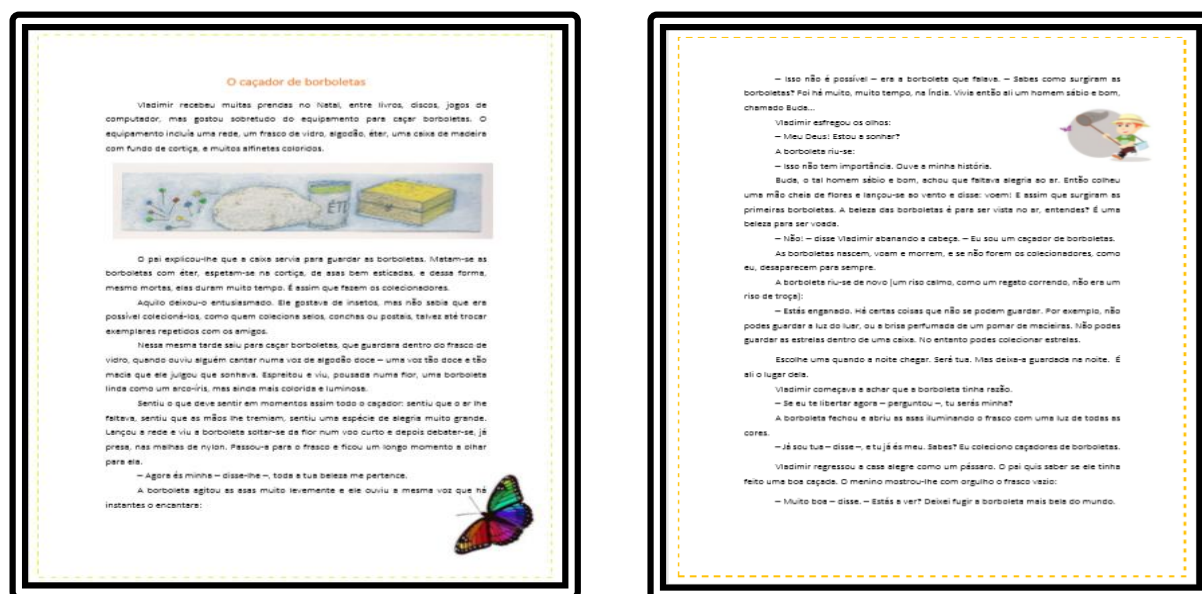 O caçador de borboletas
Vladimir recebeu muitas prendas no Natal, entre livros, discos, jogos de
computador, mas gostou sobretudo do equipamento para caçar borboletas. O
equipamento incluía uma rede, um frasco de vidro, algodão, éter, uma caixa de madeira
com fundo de cortiça, e muitos alfinetes coloridos.
ÉTI
O pai explicou-lhe que a caixa servia para guardar as borboletas. Matam-se as
borboletas com éter, espetam-se na cortiça, de asas bem esticadas, e dessa forma,
mesmo mortas, elas duram muito tempo. É assim que fazem os colecionadores.
Aquilo deixou-o entusiasmado. Ele gostava de insetos, mas não sabia que era
possível colecioná-los, como quem coleciona selos, conchas ou postais, talvez até trocar
exemplares repetidos com os amigos.
Nessa mesma tarde saiu para caçar borboletas, que guardara dentro do frasco de
vidro, quando ouviu alguém cantar numa voz de algodão doce – uma voz tão doce e tão
macia que ele julgou que sonhava. Espreitou e viu, pousada numa flor, uma borboleta
linda como um arco-íris, mas ainda mais colorida e luminosa.
Sentiu o que deve sentir em momentos assim todo o caçador: sentiu que o ar lhe
faltava, sentiu que as mãos lhe tremiam, sentiu uma espécie de alegria muito grande.
Lançou a rede e viu a borboleta soltar-se da flor num voo curto e depois debater-se, já
presa, nas malhas de nylon. Passou-a para o frasco e ficou um longo momento a olhar
para ela.
– Agora és minha – disse-lhe –, toda a tua beleza me pertence.
A borboleta agitou as asas muito levemente e ele ouviu a mesma voz que há
instantes o encantara:
– Isso não é possível – era a borboleta que falava. – Sabes como surgiram as
borboletas? Foi há muito, muito tempo, na Índia. Vivia então ali um homem sábio e bom,
chamado Buda...
Vladimir esfregou os olhos:
– Meu Deus! Estou a sonhar?
A borboleta riu-se:
– Isso não tem importância. Ouve a minha história.
Buda, o tal homem sábio e bom, achou que faltava alegria ao ar. Então colheu
uma mão cheia de flores e lançou-se ao vento e disse: voem! E assim que surgiram as
primeiras borboletas. A beleza das borboletas é para ser vista no ar, entendes? É uma
beleza para ser voada.
– Não! – disse Vladimir abanando a cabeça. – Eu sou um caçador de borboletas.
As borboletas nascem, voam e morrem, e se não forem os colecionadores, como
eu, desaparecem para sempre.
A borboleta riu-se de novo (um riso calmo, como um regato correndo, não era um
riso de troça):
– Estás enganado. Há certas coisas que não se podem guardar. Por exemplo, não
podes guardar a luz do luar, ou a brisa perfumada de um pomar de macieiras. Não podes
guardar as estrelas dentro de uma caixa. No entanto podes colecionar estrelas.
Escolhe uma quando a noite chegar. Será tua. Mas deixa-a guardada na noite. É
ali o lugar dela.
Vladimir começava a achar que a borboleta tinha razão.
– Se eu te libertar agora – perguntou –, tu serás minha?
A borboleta fechou e abriu as asas iluminando o frasco com uma luz de todas as
cores.
– Já sou tua – disse –, e tu já és meu. Sabes? Eu coleciono caçadores de borboletas.
Vladimir regressou a casa alegre como um pássaro. O pai quis saber se ele tinha
feito uma boa caçada. O menino mostrou-lhe com orgulho o frasco vazio:
– Muito boa – disse. – Estás a ver? Deixei fugir a borboleta mais bela do mundo.